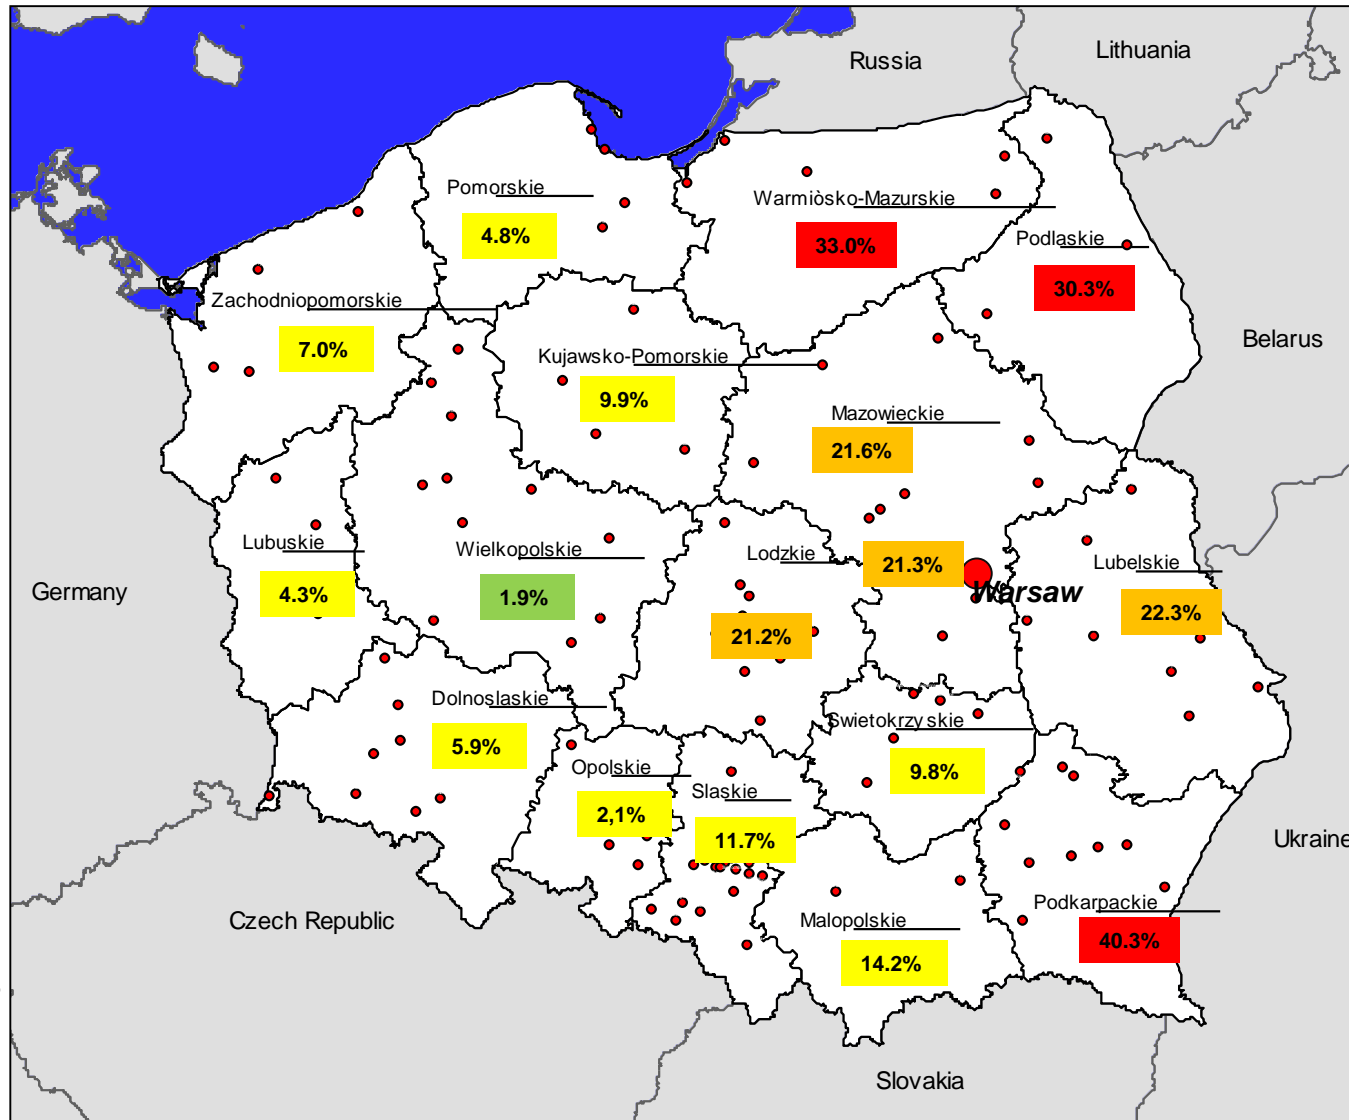 Lithuania
Russia
Pomorskie
4.8%
Warmiòsko-Mazurskie
33.0%
Podlaskie
30.3%
Zachodniopomorskie
7.0%
Kujawsko-Pomorskie
9.9%
Belarus
Mazowieckie
21.6%
Lubuskie
4.3%
Wielkopolskie
1.9%
Lodzkie
21.2%
21.3%
Warsaw
Lubelskie
22.3%
Germany
Dolnoslaskie
5.9%
Opolskie
2,1%
Slaskie
11.7%
Swietokrzyskie
9.8%
Ukraine
Czech Republic
Malopolskie
14.2%
Podkarpackie
40.3%
Slovakia